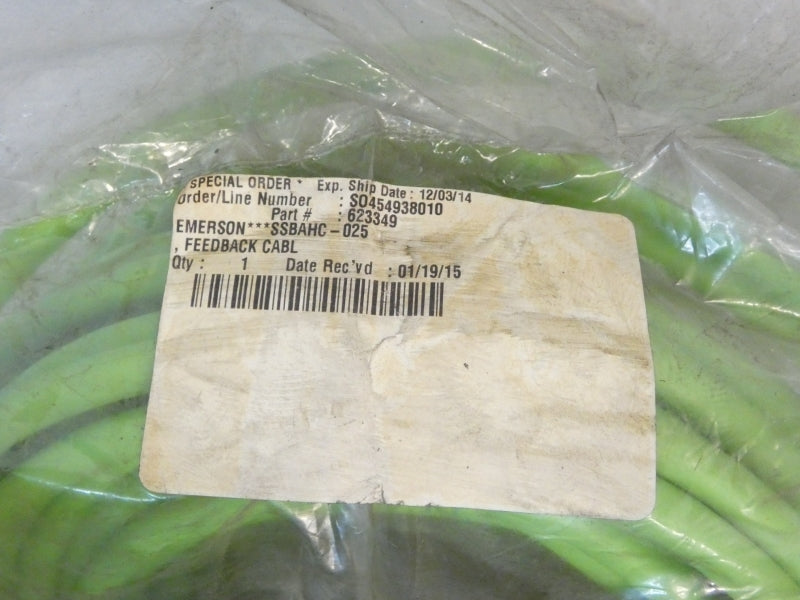 SPECIAL ORDER * Exp. Ship Date : 12/03/14
Order/Line Number : SO454938010
Part # : 623349
EMERSON***SSBAHC-025
, FEEDBACK CABL
Qty : 1 Date Rec'vd : 01/19/15